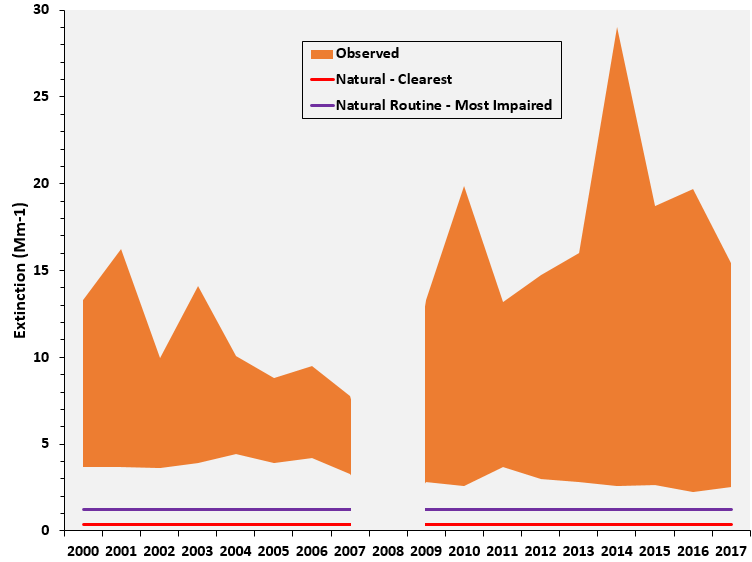 30
25
20
15
10
5
0
Extinction (Mm-1)
Observed
Natural - Clearest
Natural Routine - Most Impaired
2000 2001 2002 2003 2004 2005 2006 2007 2008 2009 2010 2011 2012 2013 2014 2015 2016 2017